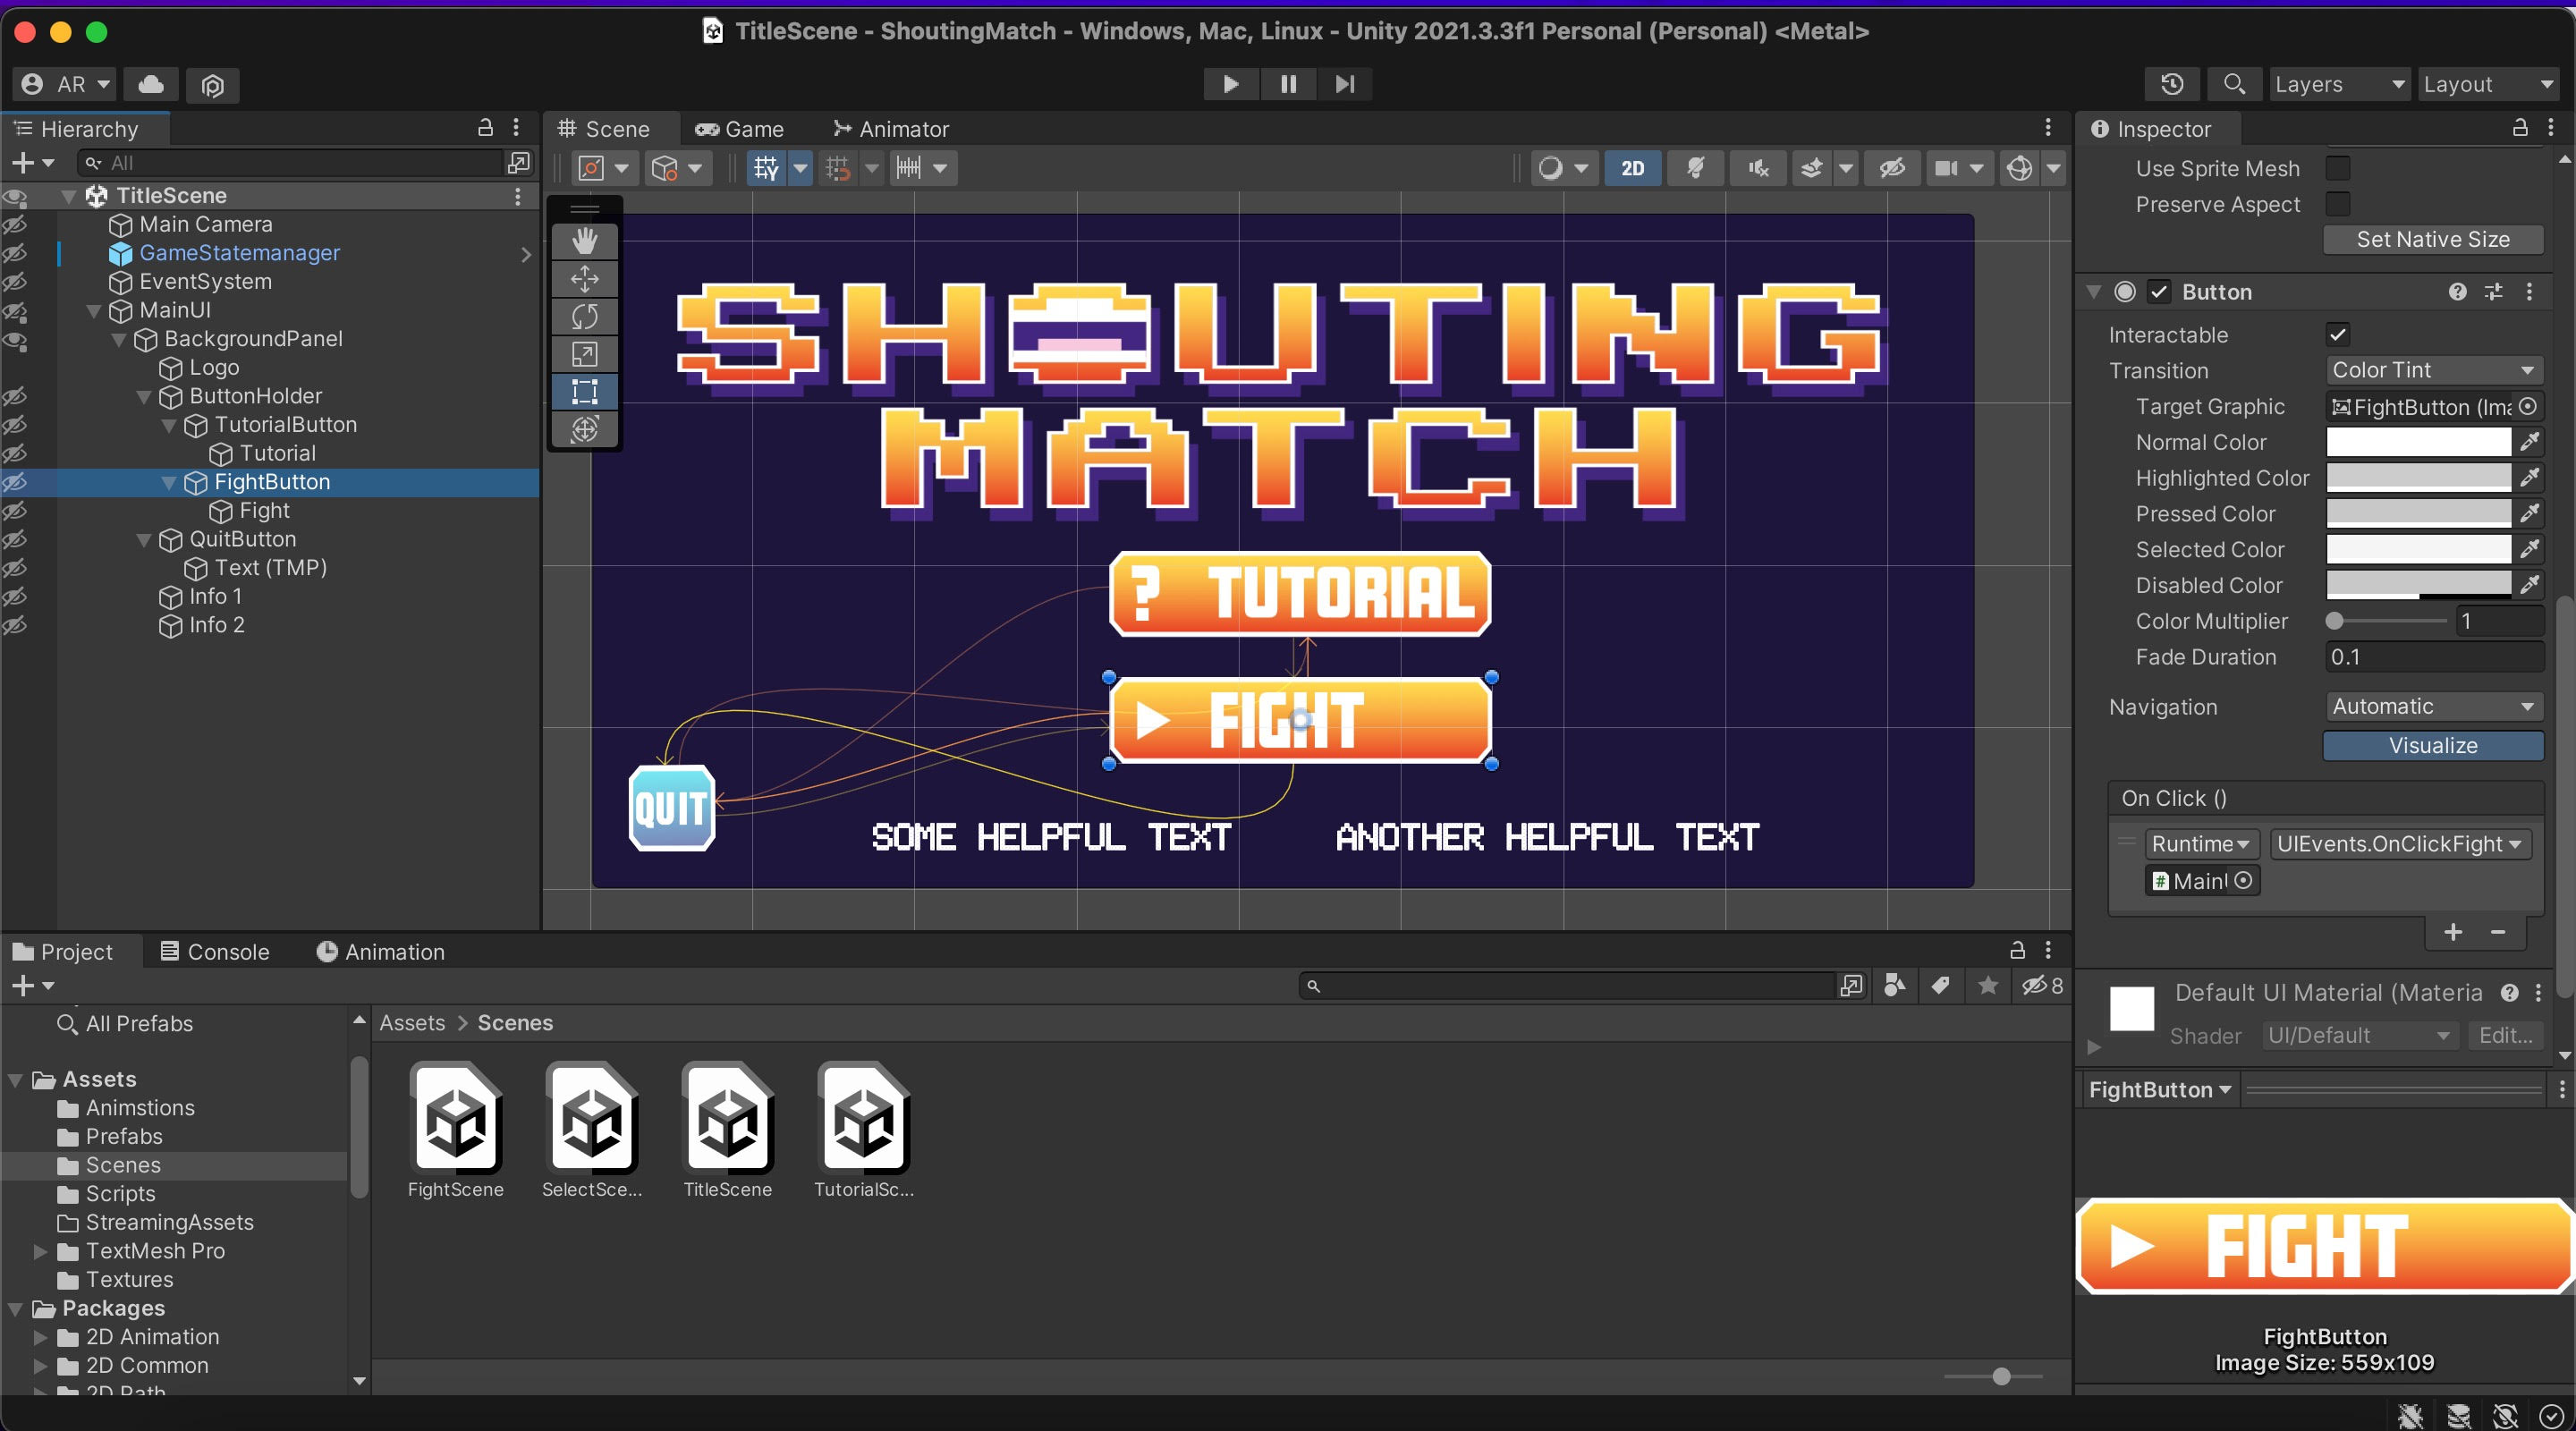 TitleScene - ShoutingMatch - Windows, Mac, Linux - Unity 2021.3.3f1 Personal (Personal) <Metal>
AR
Layers
Layout
Hierarchy
All
TitleScene
Main Camera
GameStatemanager
EventSystem
MainUI
BackgroundPanel
Logo
ButtonHolder
TutorialButton
Tutorial
FightButton
Fight
QuitButton
Text (TMP)
Info 1
Info 2
Scene
Game
Animator
2D
SHOUTING
MATCH
? TUTORIAL
FIGHT
QUIT
SOME HELPFUL TEXT
ANOTHER HELPFUL TEXT
Inspector
Use Sprite Mesh
Preserve Aspect
Set Native Size
Button
Interactable
Transition Color Tint
Target Graphic FightButton (Ima
Normal Color
Highlighted Color
Pressed Color
Selected Color
Disabled Color
Color Multiplier 1
Fade Duration 0.1
Navigation Automatic
Visualize
On Click ()
Runtime UIEvents.OnClickFight
MainU
Default UI Material (Materia
Shader UI/Default Edit...
FightButton
FIGHT
FightButton
Image Size: 559x109
Project
Console
Animation
8
All Prefabs
Assets
Animstions
Prefabs
Scenes
Scripts
StreamingAssets
TextMesh Pro
Textures
Packages
2D Animation
2D Common
2D Path
Assets > Scenes
FightScene
SelectSce...
TitleScene
TutorialSc...